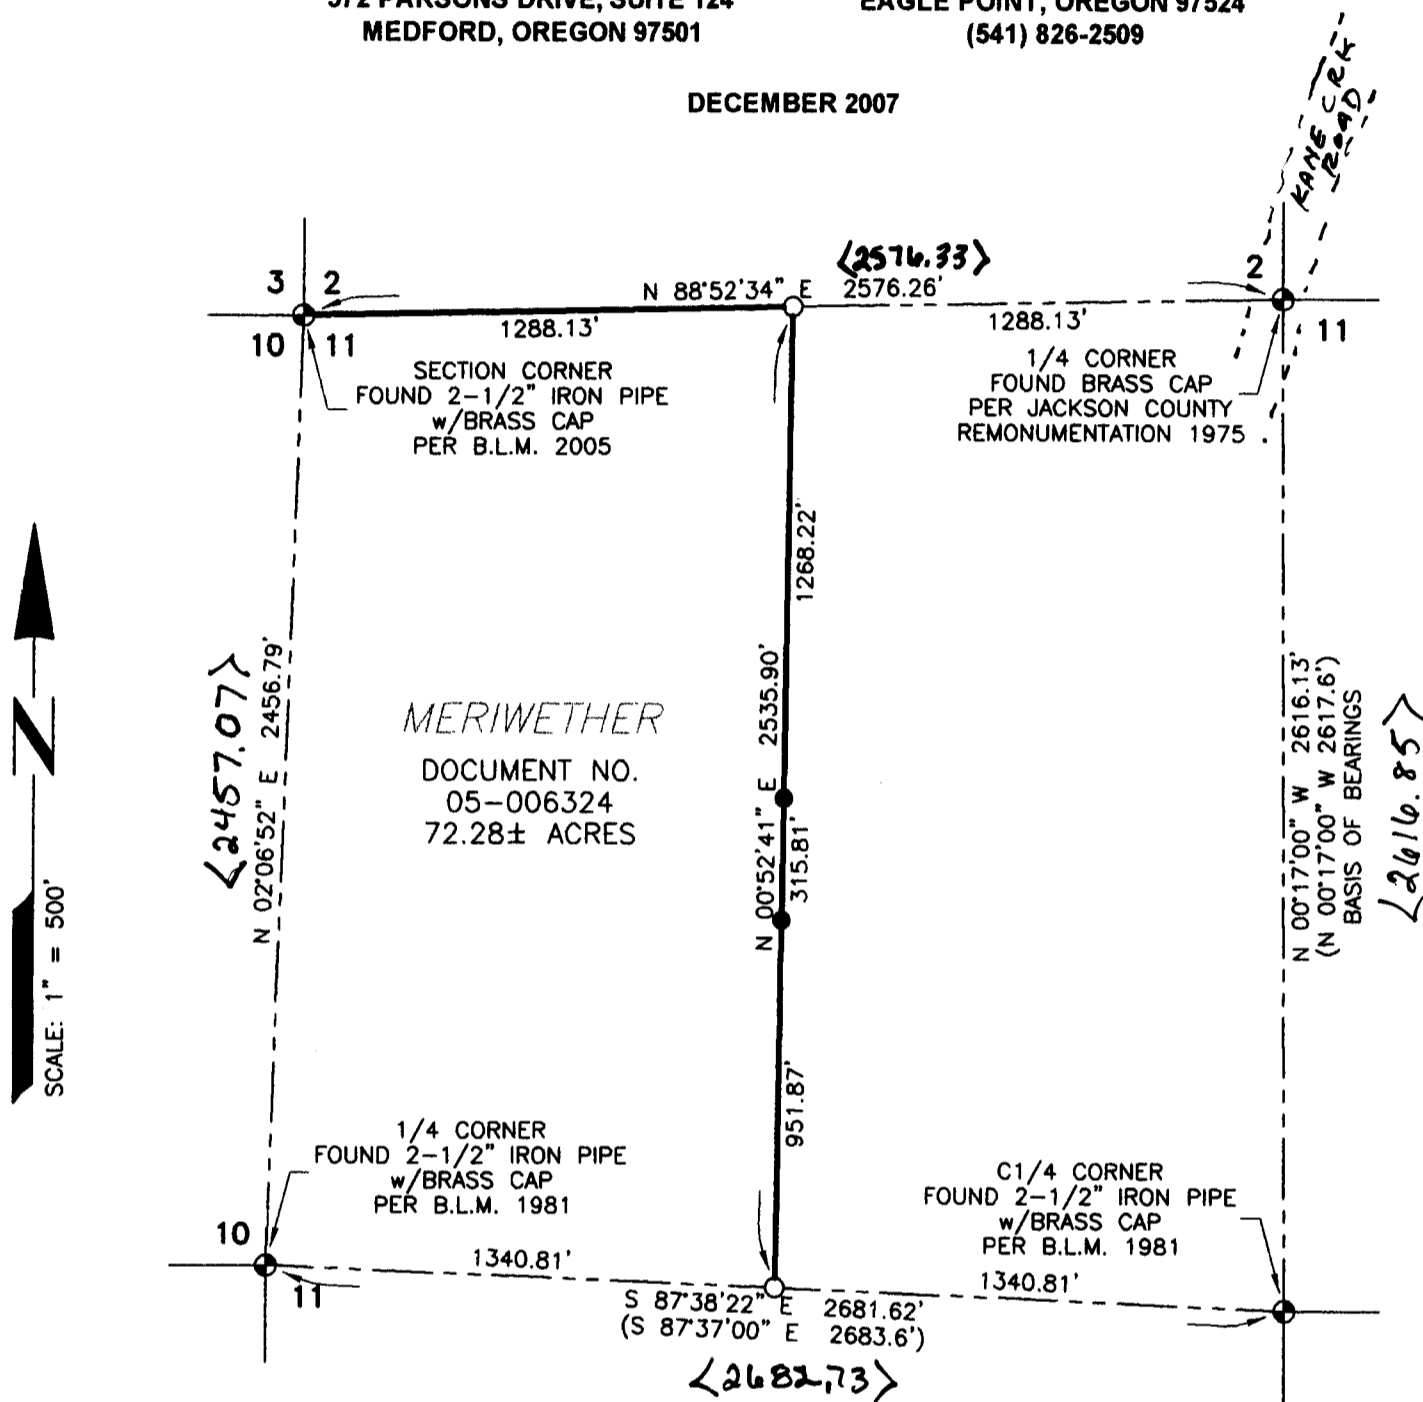 572 PARSONS DRIVE, SUITE 124
MEDFORD, OREGON 97501
EAGLE POINT, OREGON 97524
(541) 826-2509
DECEMBER 2007
KANE CRK
ROAD
3 2
10 11
<2576.33>
N 88°52'34" E 2576.26'
1288.13'
1288.13'
2
11
SECTION CORNER
FOUND 2-1/2" IRON PIPE
w/BRASS CAP
PER B.L.M. 2005
1/4 CORNER
FOUND BRASS CAP
PER JACKSON COUNTY
REMONUMENTATION 1975
1268.22'
N 00°52'41" E 2535.90'
315.81'
951.87'
<2457.07>
N 02°06'52" E 2456.79'
MERIWETHER
DOCUMENT NO.
05-006324
72.28± ACRES
N 00°17'00" W 2616.13'
(N 00°17'00" W 2617.6')
BASIS OF BEARINGS
<2616.85>
N
SCALE: 1" = 500'
1/4 CORNER
FOUND 2-1/2" IRON PIPE
w/BRASS CAP
PER B.L.M. 1981
10
11
C1/4 CORNER
FOUND 2-1/2" IRON PIPE
w/BRASS CAP
PER B.L.M. 1981
1340.81'
1340.81'
S 87°38'22" E 2681.62'
(S 87°37'00" E 2683.6')
<2682.73>